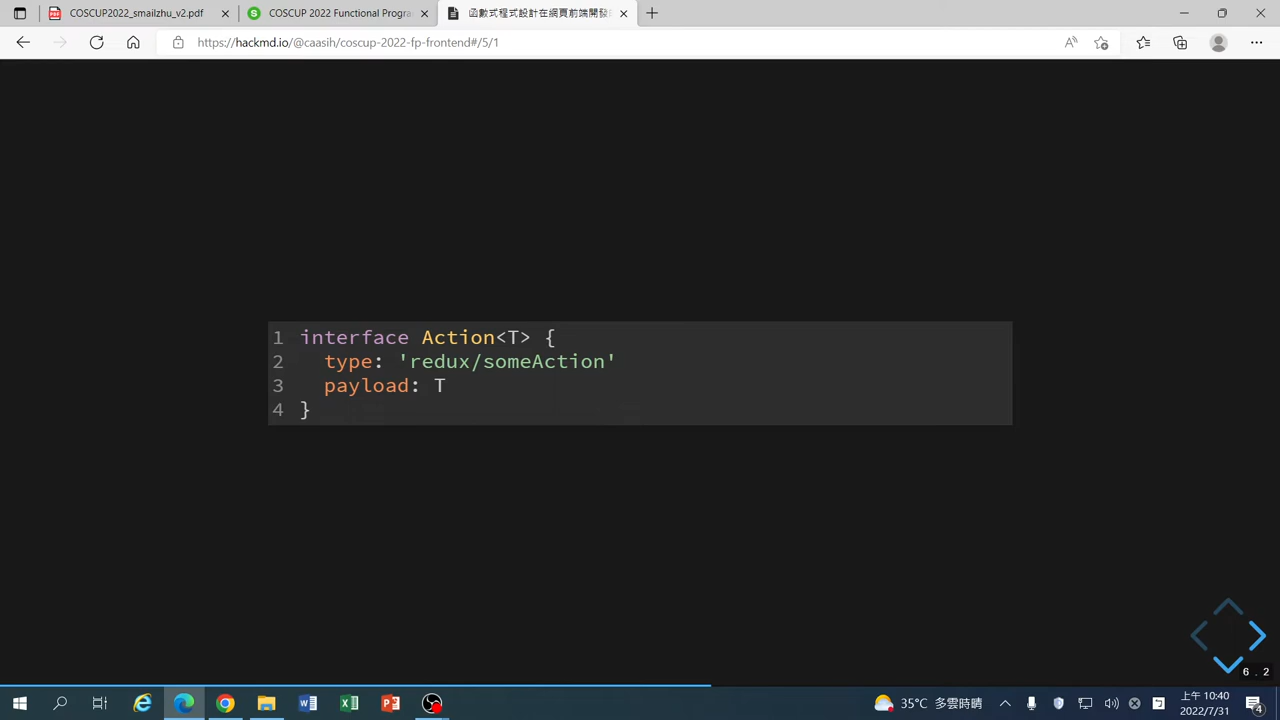 COSCUP2022_smailzhu_v2.pdf
COSCUP 2022 Functional Progra
函數式程式設計在網頁前端開發
https://hackmd.io/@caasih/coscup-2022-fp-frontend#/5/1
1 interface Action<T> {
2 type: 'redux/someAction'
3 payload: T
4 }
6 . 2
35°C 多雲時晴
上午 10:40
2022/7/31
4